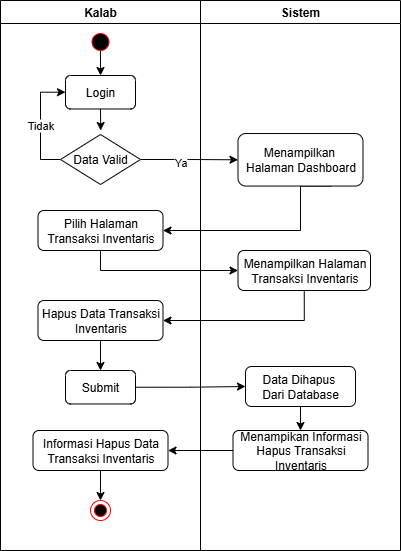 Kalab
Sistem
Login
Tidak
Data Valid
Ya
Menampilkan
Halaman Dashboard
Pilih Halaman
Transaksi Inventaris
Menampilkan Halaman
Transaksi Inventaris
Hapus Data Transaksi
Inventaris
Submit
Data Dihapus
Dari Database
Informasi Hapus Data
Transaksi Inventaris
Menampikan Informasi
Hapus Transaksi
Inventaris